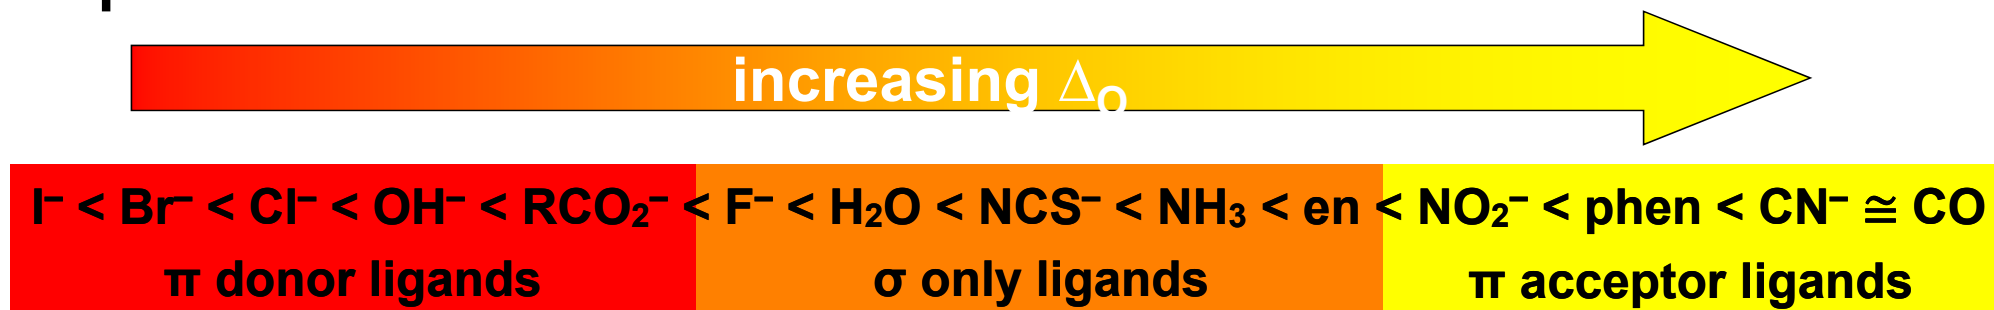 increasing Δ₀
I⁻ < Br⁻ < Cl⁻ < OH⁻ < RCO₂⁻ < F⁻ < H₂O < NCS⁻ < NH₃ < en < NO₂⁻ < phen < CN⁻ ≅ CO
π donor ligands σ only ligands π acceptor ligands